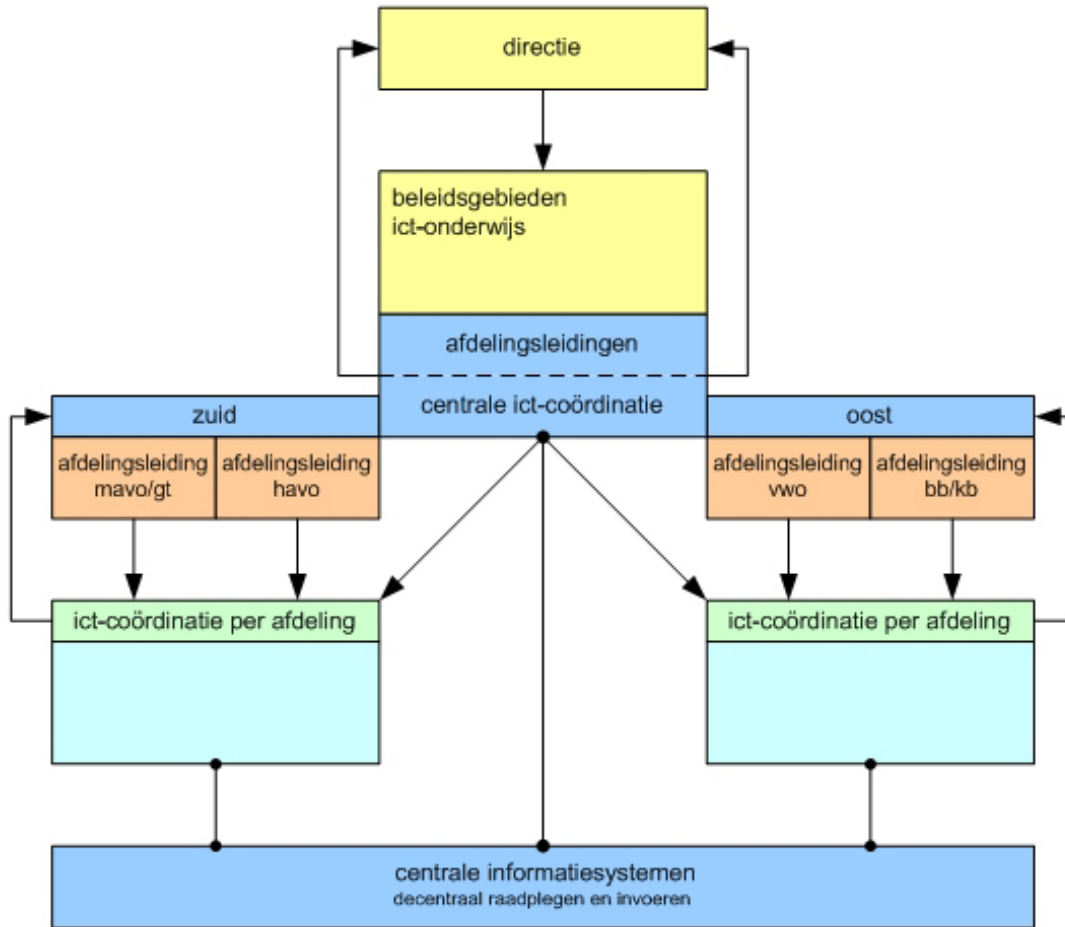 directie
beleidsgebieden
ict-onderwijs
afdelingsleidingen
centrale ict-coördinatie
zuid
oost
afdelingsleiding
mavo/gt
afdelingsleiding
havo
afdelingsleiding
vwo
afdelingsleiding
bb/kb
ict-coördinatie per afdeling
ict-coördinatie per afdeling
centrale informatiesystemen
decentraal raadplegen en invoeren